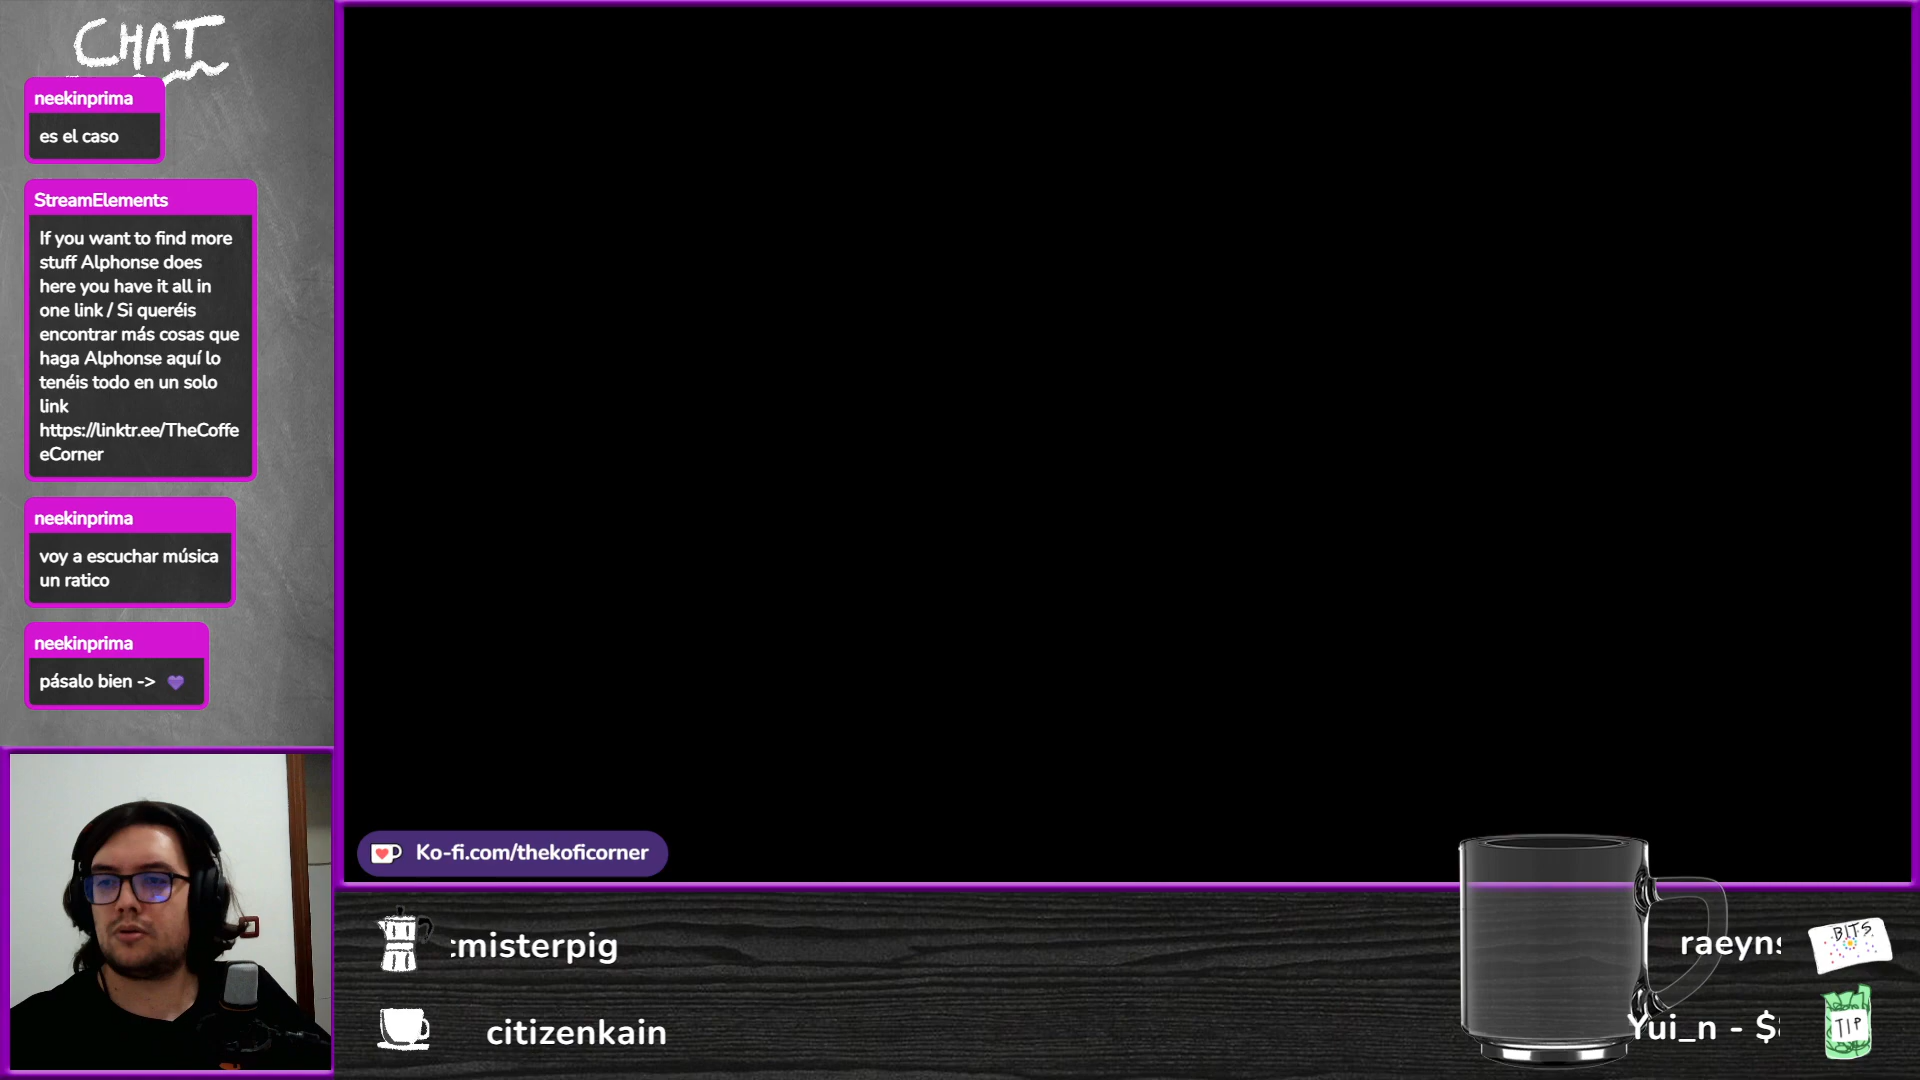 CHAT
neekinprima
es el caso
StreamElements
If you want to find more
stuff Alphonse does
here you have it all in
one link / Si queréis
encontrar más cosas que
haga Alphonse aquí lo
tenéis todo en un solo
link
https://linktr.ee/TheCoffe
eCorner
neekinprima
voy a escuchar música
un ratico
neekinprima
pásalo bien ->
Ko-fi.com/thekoficorner
misterpig
citizenkain
raeyn
BITS
Yui_n - $
TIP